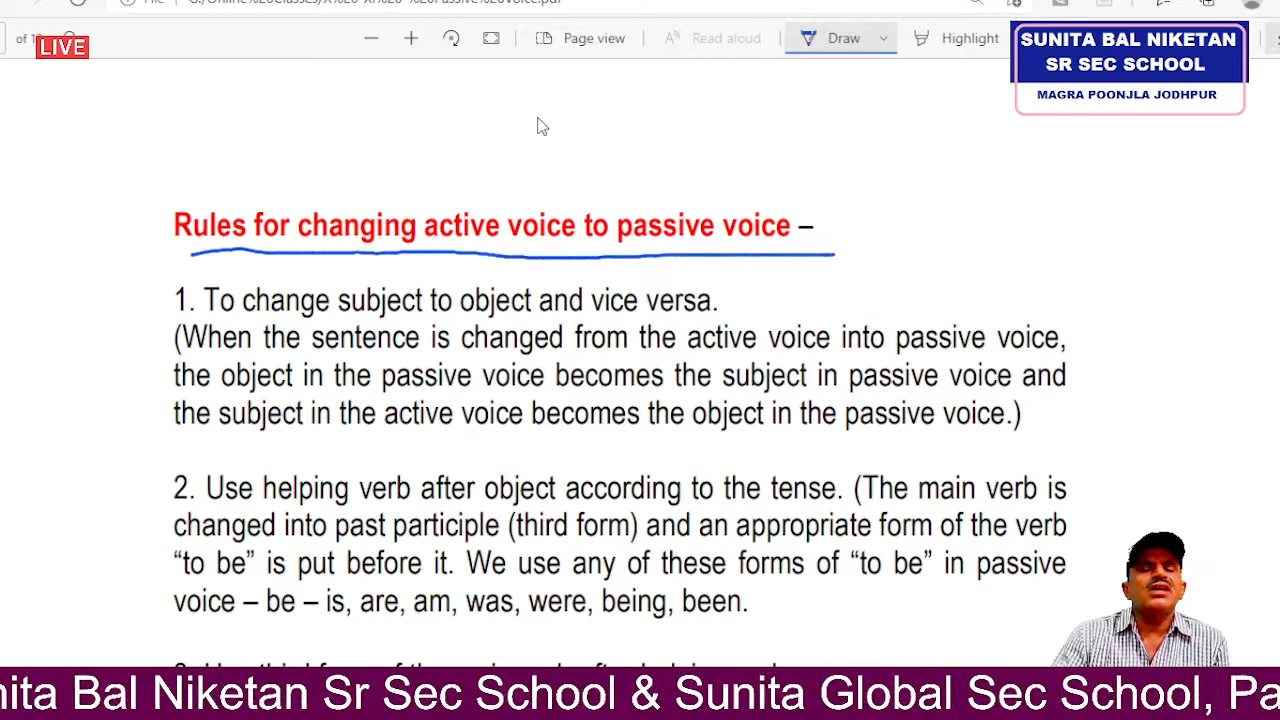 of 1
LIVE
Page view
Read aloud
Draw
Highlight
SUNITA BAL NIKETAN
SR SEC SCHOOL
MAGRA POONJLA JODHPUR
Rules for changing active voice to passive voice –
1. To change subject to object and vice versa.
(When the sentence is changed from the active voice into passive voice,
the object in the passive voice becomes the subject in passive voice and
the subject in the active voice becomes the object in the passive voice.)
2. Use helping verb after object according to the tense. (The main verb is
changed into past participle (third form) and an appropriate form of the verb
“to be” is put before it. We use any of these forms of “to be” in passive
voice – be – is, are, am, was, were, being, been.
nita Bal Niketan Sr Sec School & Sunita Global Sec School, Pa